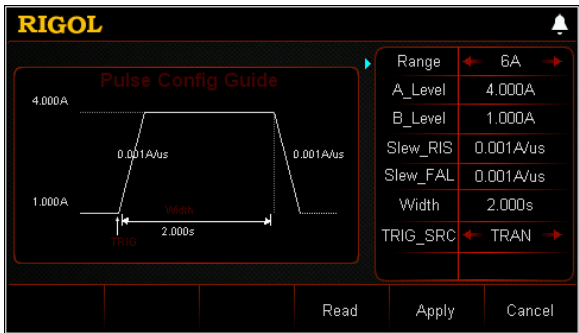 RIGOL
Pulse Config Guide
4.000A
0.001A/us
0.001A/us
1.000A
Width
2.000s
TRIG
Range 6A
A_Level 4.000A
B_Level 1.000A
Slew_RIS 0.001A/us
Slew_FAL 0.001A/us
Width 2.000s
TRIG_SRC TRAN
Read Apply Cancel